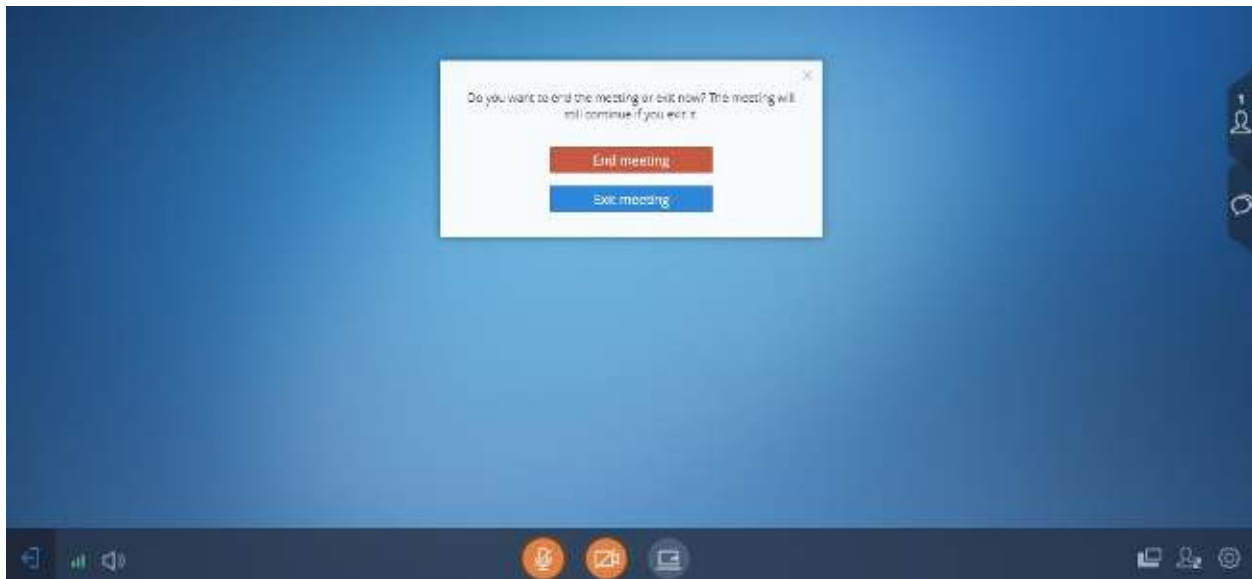 Do you want to end the meeting or exit now? The meeting will
still continue if you exit it
End meeting
Exit meeting
1